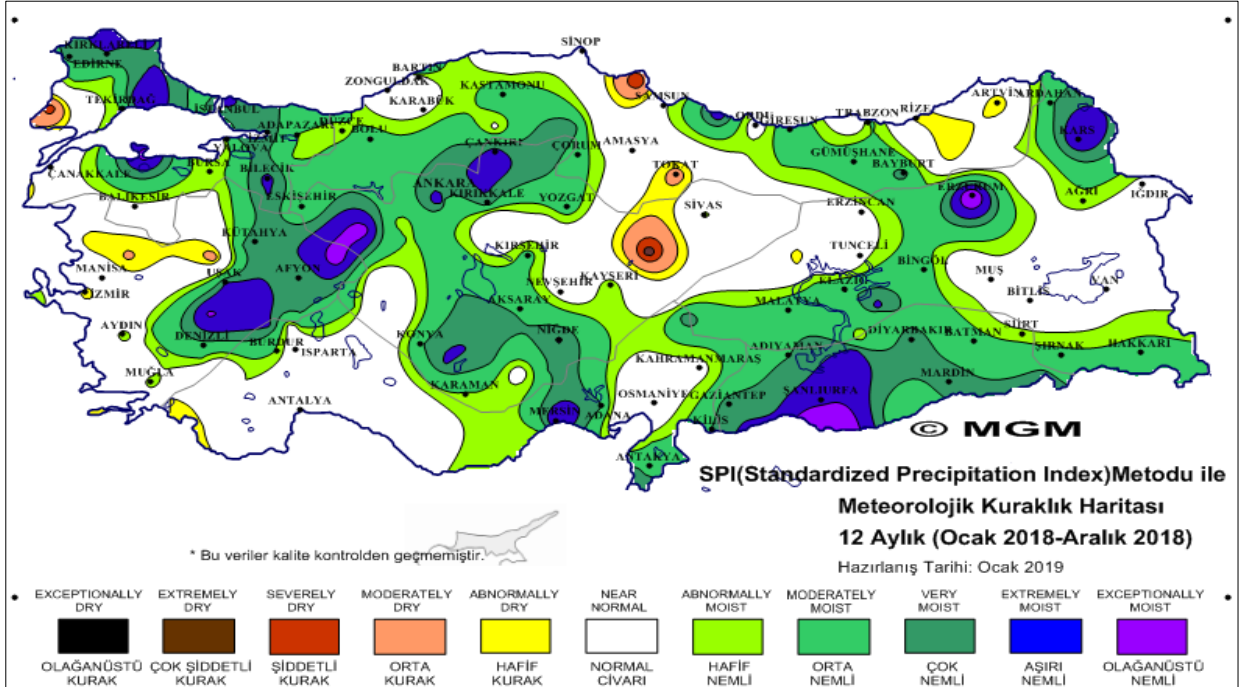 SİNOP
KIRKLARELİ
EDİRNE
BARTIN
ZONGULDAK
KASTAMONU
KARABÜK
SAMSUN
ARTVİN
ARDAHAN
TEKİRDAĞ
İSTANBUL
ADAPAZARI
DÜZCE
BOLU
ORDU
GİRESUN
TRABZON
RİZE
KARS
İZMİT
YALOVA
ÇANKIRI
ÇORUM
AMASYA
TOKAT
GÜMÜŞHANE
BAYBURT
ÇANAKKALE
BURSA
BİLECİK
ANKARA
KIRIKKALE
YOZGAT
ERZURUM
AĞRI
IĞDIR
BALIKESİR
ESKİŞEHİR
SİVAS
ERZİNCAN
KÜTAHYA
KIRŞEHİR
TUNCELİ
MANİSA
UŞAK
AFYON
NEVŞEHİR
KAYSERİ
ELAZIĞ
BİNGÖL
MUŞ
BİTLİS
VAN
İZMİR
AKSARAY
MALATYA
AYDIN
DENİZLİ
BURDUR
ISPARTA
KONYA
NİĞDE
KAHRAMANMARAŞ
ADIYAMAN
DİYARBAKIR
BATMAN
SİİRT
ŞIRNAK
HAKKARİ
MUĞLA
ANTALYA
KARAMAN
MERSİN
ADANA
OSMANİYE
GAZİANTEP
KİLİS
ŞANLIURFA
MARDİN
ANTAKYA
© MGM
SPI(Standardized Precipitation Index)Metodu ile
Meteorolojik Kuraklık Haritası
12 Aylık (Ocak 2018-Aralık 2018)
Hazırlanış Tarihi: Ocak 2019
* Bu veriler kalite kontrolden geçmemiştir.
EXCEPTIONALLY DRY
EXTREMELY DRY
SEVERELY DRY
MODERATELY DRY
ABNORMALLY DRY
NEAR NORMAL
ABNORMALLY MOIST
MODERATELY MOIST
VERY MOIST
EXTREMELY MOIST
EXCEPTIONALLY MOIST
OLAĞANÜSTÜ KURAK
ÇOK ŞİDDETLİ KURAK
ŞİDDETLİ KURAK
ORTA KURAK
HAFİF KURAK
NORMAL CİVARI
HAFİF NEMLİ
ORTA NEMLİ
ÇOK NEMLİ
AŞIRI NEMLİ
OLAĞANÜSTÜ NEMLİ